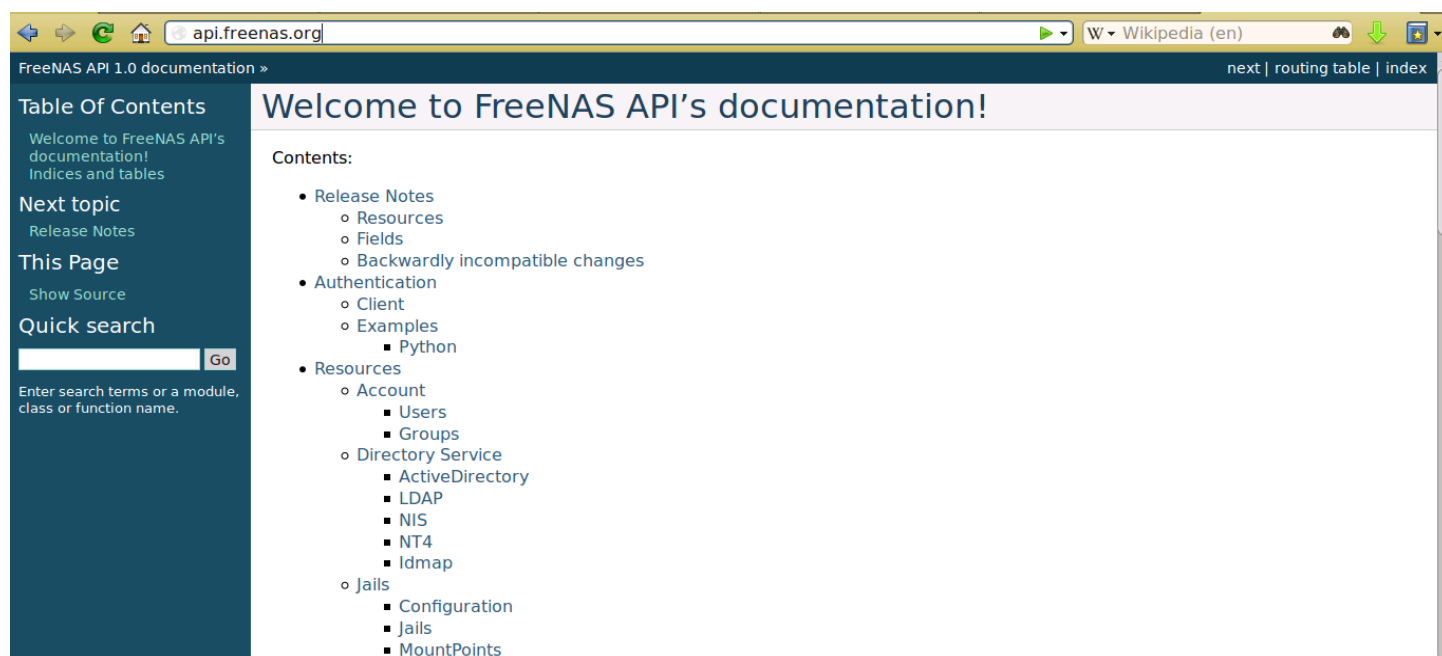 api.freenas.org
W Wikipedia (en)
FreeNAS API 1.0 documentation »
next | routing table | index
Table Of Contents
Welcome to FreeNAS API's
documentation!
Indices and tables
Next topic
Release Notes
This Page
Show Source
Quick search
Go
Enter search terms or a module,
class or function name.
Welcome to FreeNAS API's documentation!
Contents:
Release Notes
Resources
Fields
Backwardly incompatible changes
Authentication
Client
Examples
Python
Resources
Account
Users
Groups
Directory Service
ActiveDirectory
LDAP
NIS
NT4
Idmap
Jails
Configuration
Jails
MountPoints